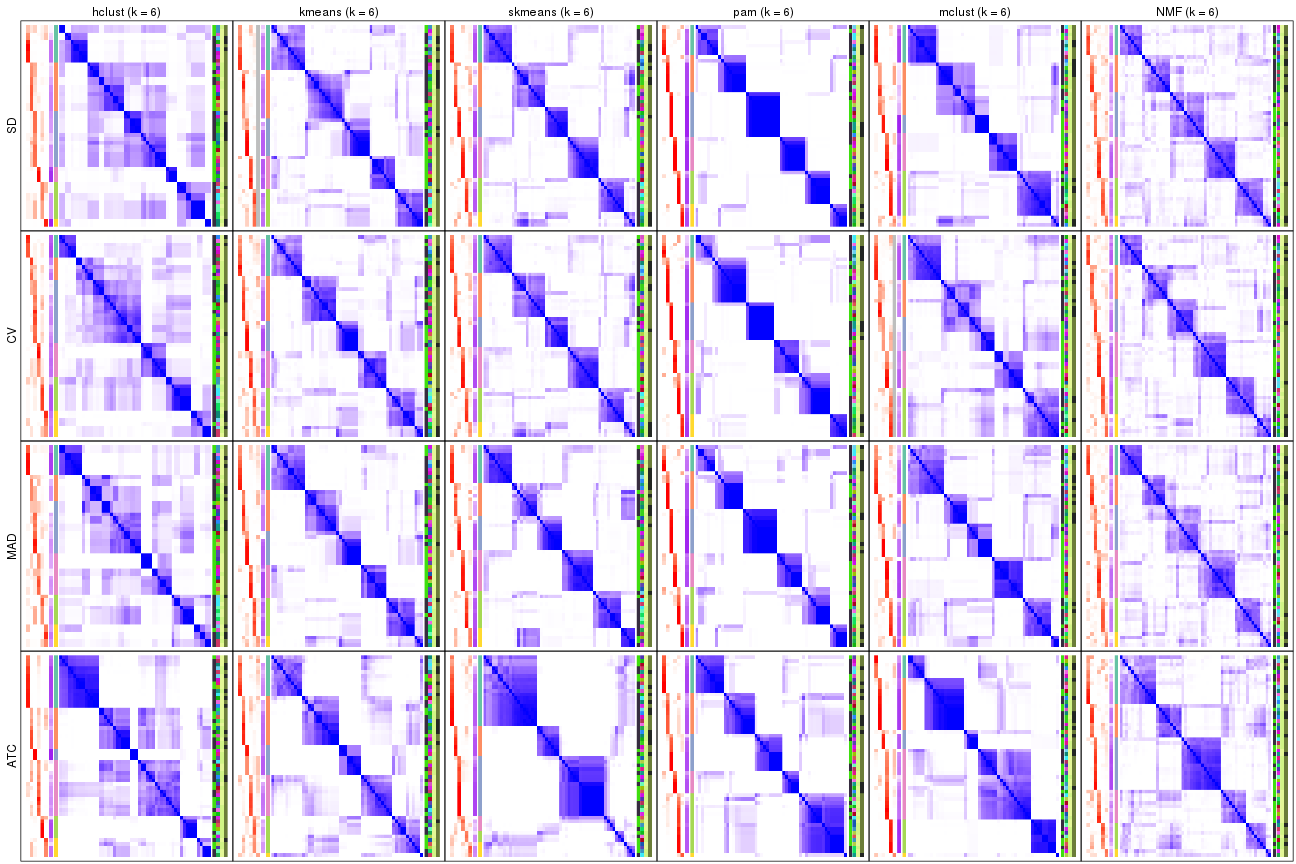 hclust (k = 6) kmeans (k = 6) skmeans (k = 6) pam (k = 6) mclust (k = 6) NMF (k = 6)
SD
CV
MAD
ATC